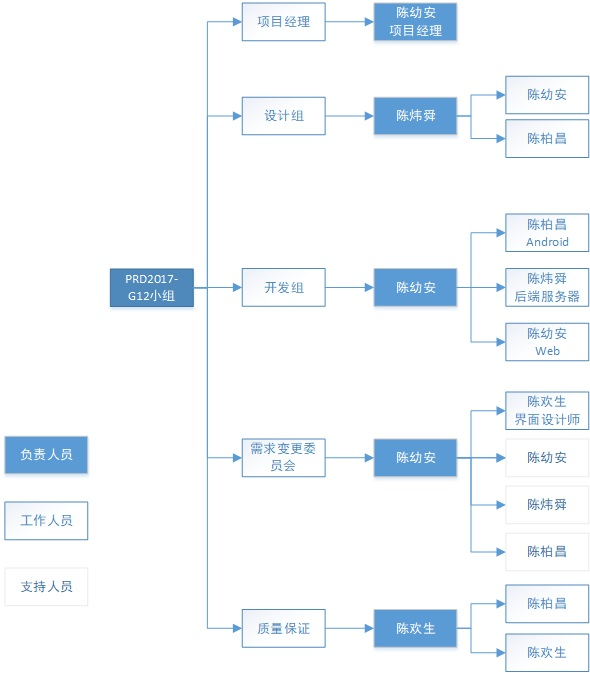 项目经理
陈幼安
项目经理
设计组
陈炜舜
陈幼安
陈柏昌
PRD2017-
G12小组
开发组
陈幼安
陈柏昌
Android
陈炜舜
后端服务器
陈幼安
Web
需求变更委
员会
陈幼安
陈欢生
界面设计师
陈幼安
陈炜舜
陈柏昌
质量保证
陈欢生
陈柏昌
陈欢生
负责人员
工作人员
支持人员